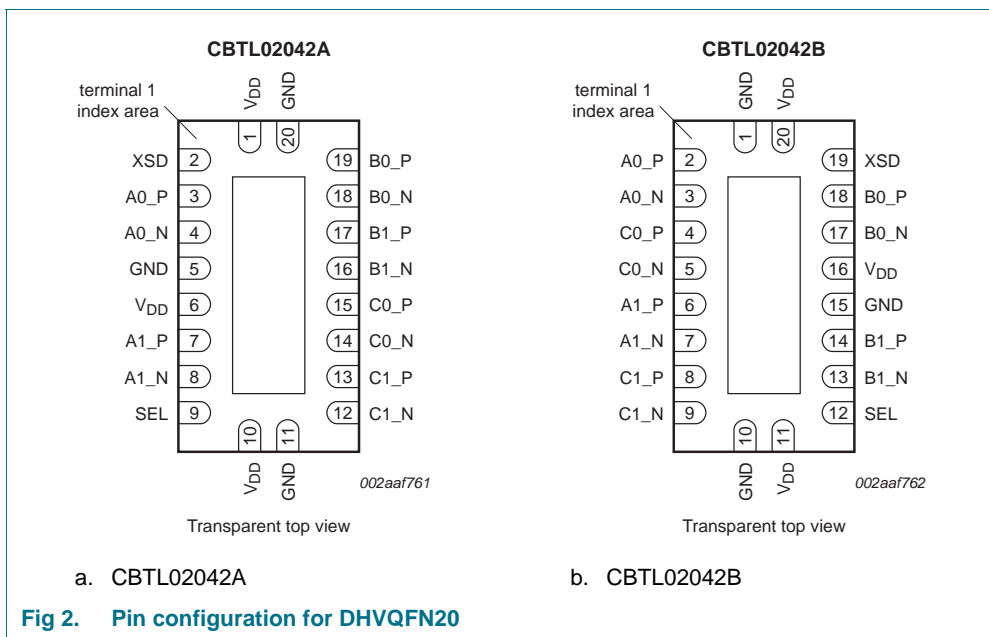 CBTL02042A
terminal 1
index area
VDD
GND
1
20
XSD 2
19 B0_P
A0_P 3
18 B0_N
A0_N 4
17 B1_P
GND 5
16 B1_N
VDD 6
15 C0_P
A1_P 7
14 C0_N
A1_N 8
13 C1_P
SEL 9
12 C1_N
10
11
VDD
GND
002aaf761
Transparent top view
a. CBTL02042A
CBTL02042B
terminal 1
index area
GND
VDD
1
20
A0_P 2
19 XSD
A0_N 3
18 B0_P
C0_P 4
17 B0_N
C0_N 5
16 VDD
A1_P 6
15 GND
A1_N 7
14 B1_P
C1_P 8
13 B1_N
C1_N 9
12 SEL
10
11
GND
VDD
002aaf762
Transparent top view
b. CBTL02042B
Fig 2. Pin configuration for DHVQFN20